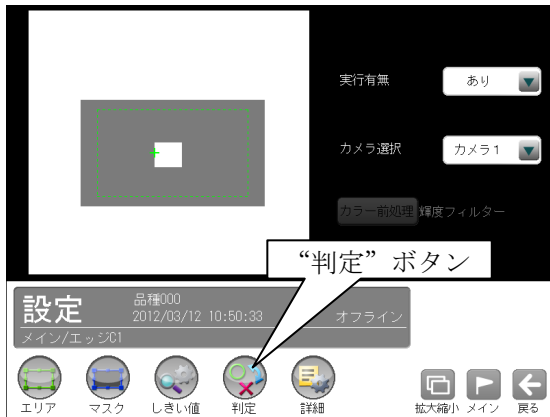 実行有無 あり
カメラ選択 カメラ1
カラー前処理 輝度フィルター
“判定” ボタン
設定
品種000
2012/03/12 10:50:33 オフライン
メイン/エッジC1
エリア マスク しきい値 判定 詳細 拡大縮小 メイン 戻る